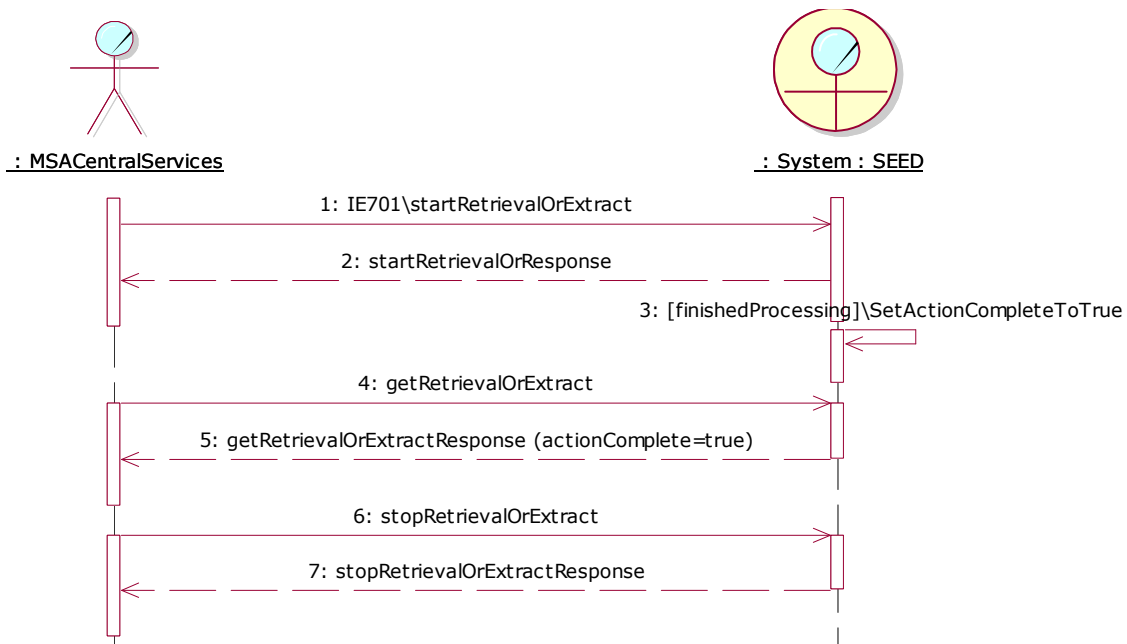 : MSACentralServices
: System : SEED
1: IE701\startRetrievalOrExtract
2: startRetrievalOrResponse
3: [finishedProcessing]\SetActionCompleteToTrue
4: getRetrievalOrExtract
5: getRetrievalOrExtractResponse (actionComplete=true)
6: stopRetrievalOrExtract
7: stopRetrievalOrExtractResponse